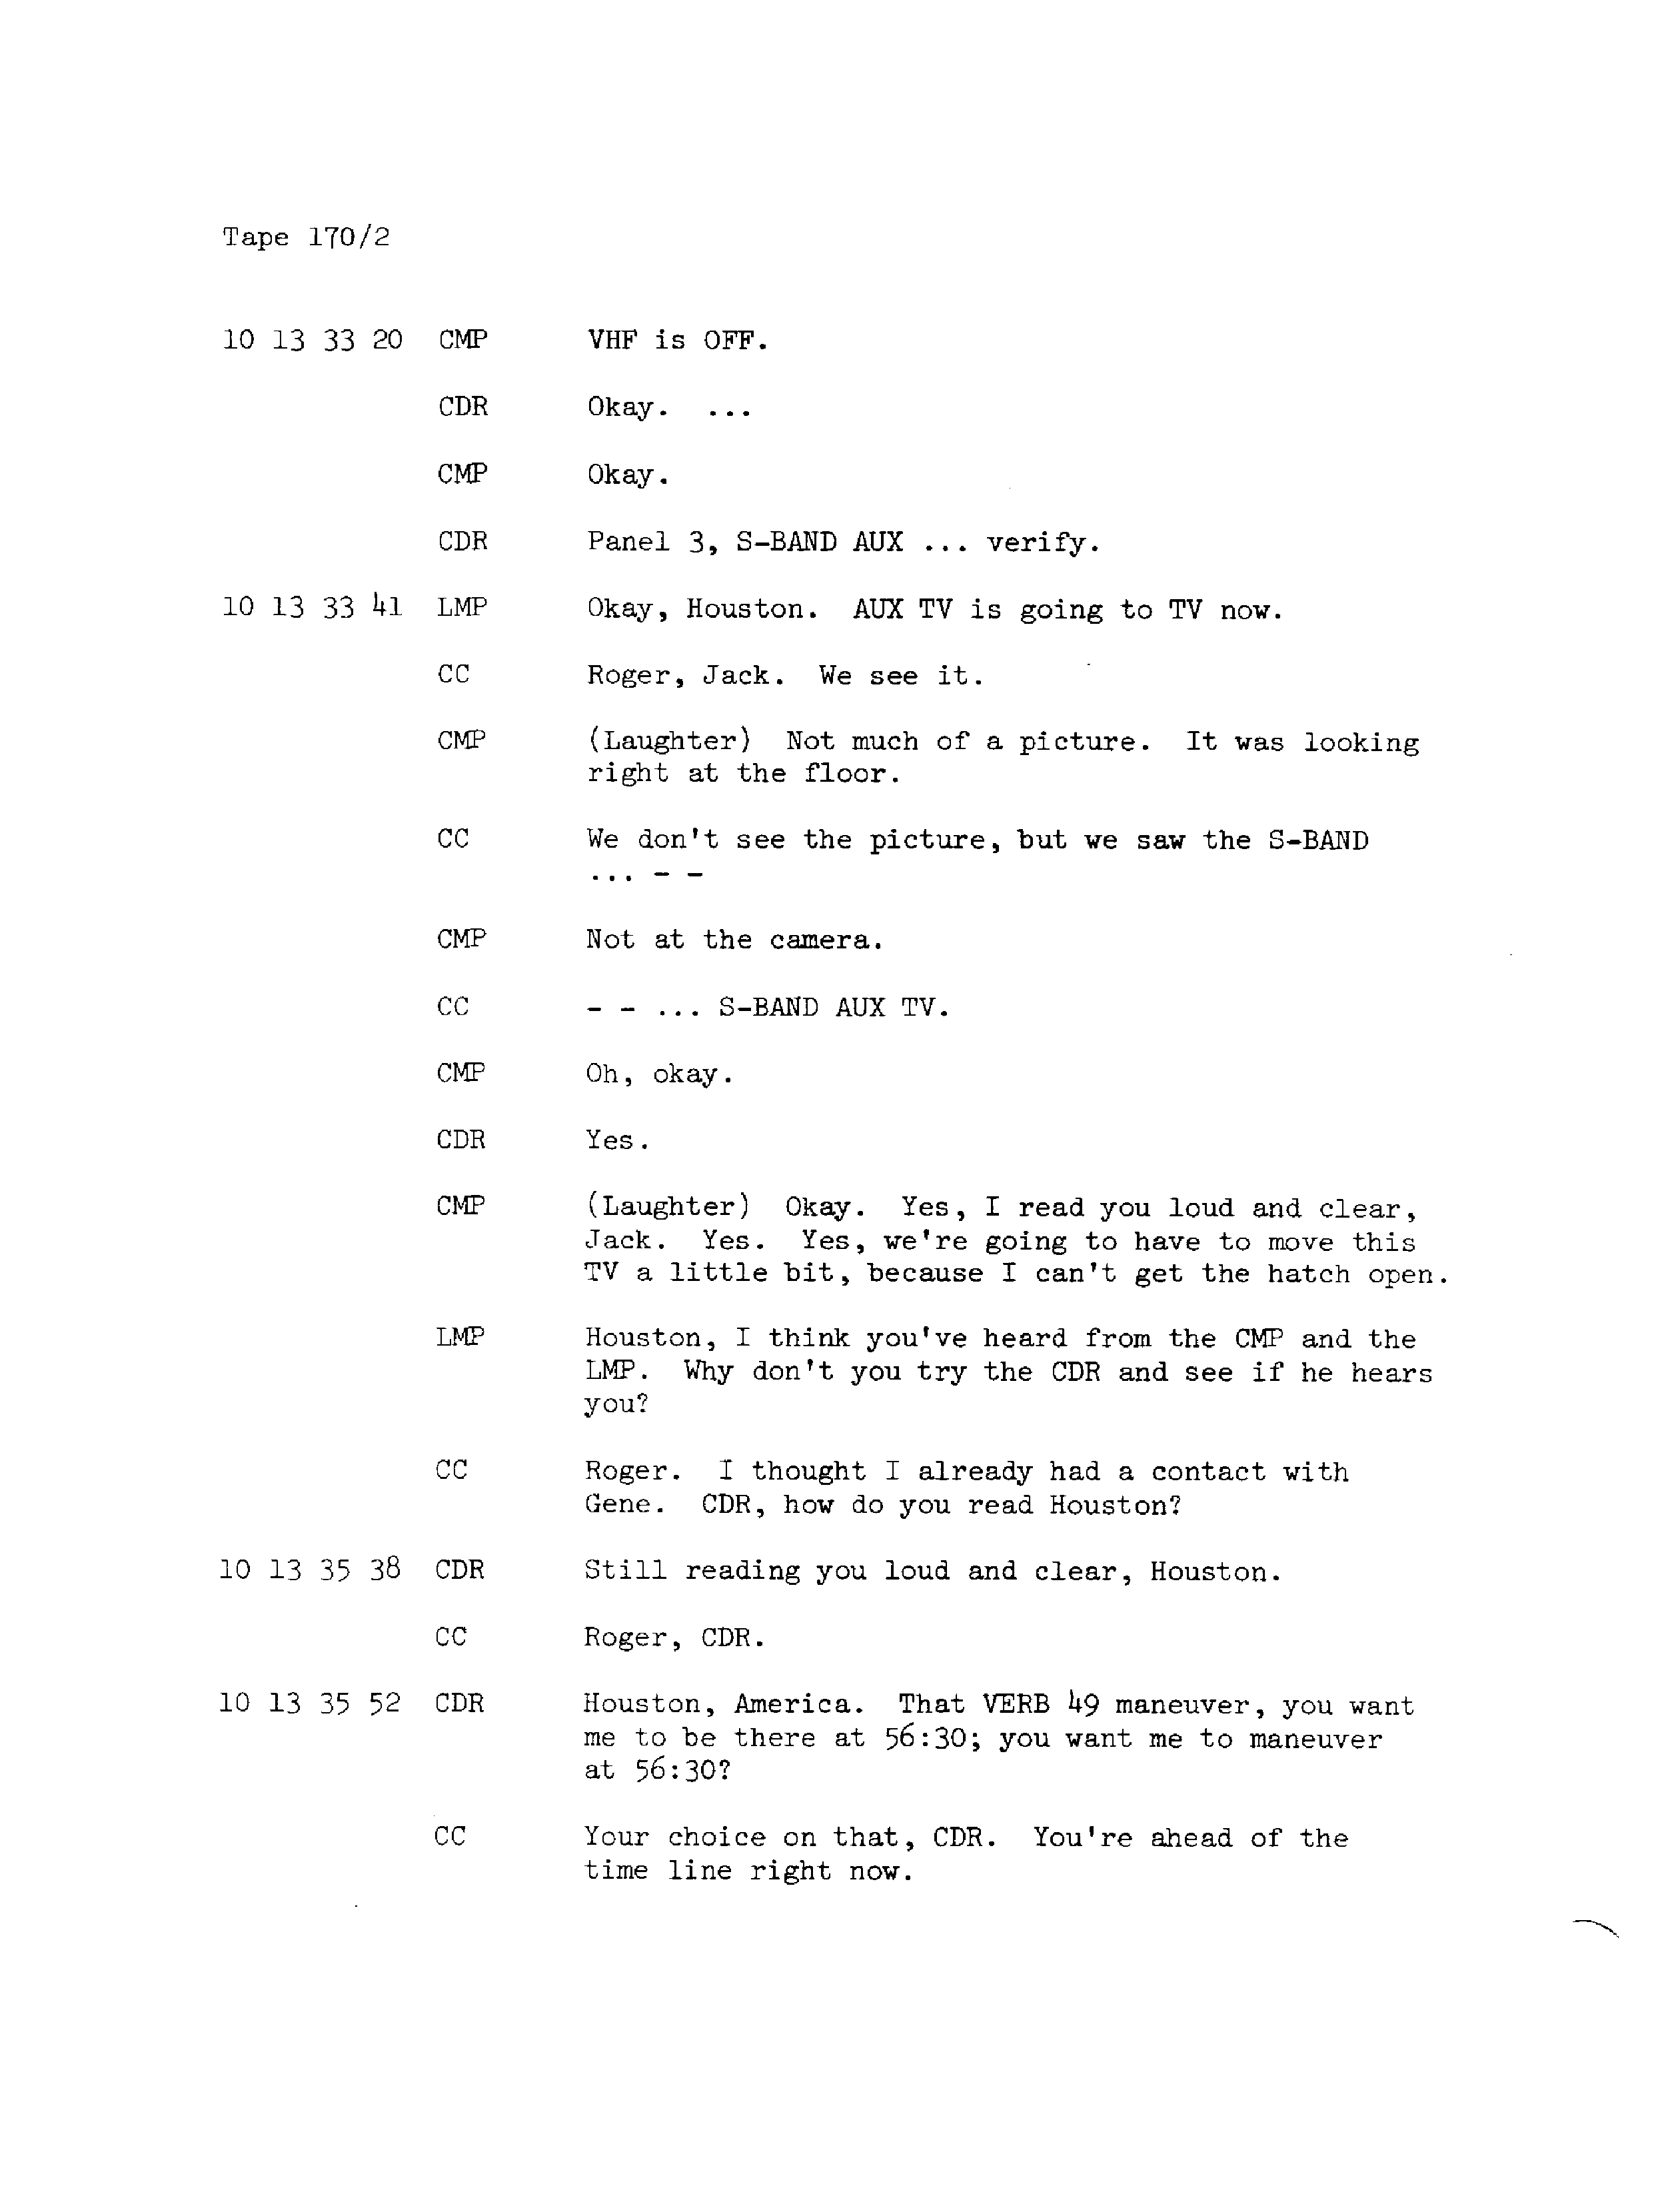 Tape 170/2
10 13 33 20 CMP VHF is OFF.
CDR Okay. ...
CMP Okay.
CDR Panel 3, S-BAND AUX ... verify.
10 13 33 41 LMP Okay, Houston. AUX TV is going to TV now.
CC Roger, Jack. We see it.
CMP (Laughter) Not much of a picture. It was looking
right at the floor.
CC We don't see the picture, but we saw the S-BAND
... - -
CMP Not at the camera.
CC - - ... S-BAND AUX TV.
CMP Oh, okay.
CDR Yes.
CMP (Laughter) Okay. Yes, I read you loud and clear,
Jack. Yes. Yes, we're going to have to move this
TV a little bit, because I can't get the hatch open.
LMP Houston, I think you've heard from the CMP and the
LMP. Why don't you try the CDR and see if he hears
you?
CC Roger. I thought I already had a contact with
Gene. CDR, how do you read Houston?
10 13 35 38 CDR Still reading you loud and clear, Houston.
CC Roger, CDR.
10 13 35 52 CDR Houston, America. That VERB 49 maneuver, you want
me to be there at 56:30; you want me to maneuver
at 56:30?
CC Your choice on that, CDR. You're ahead of the
time line right now.